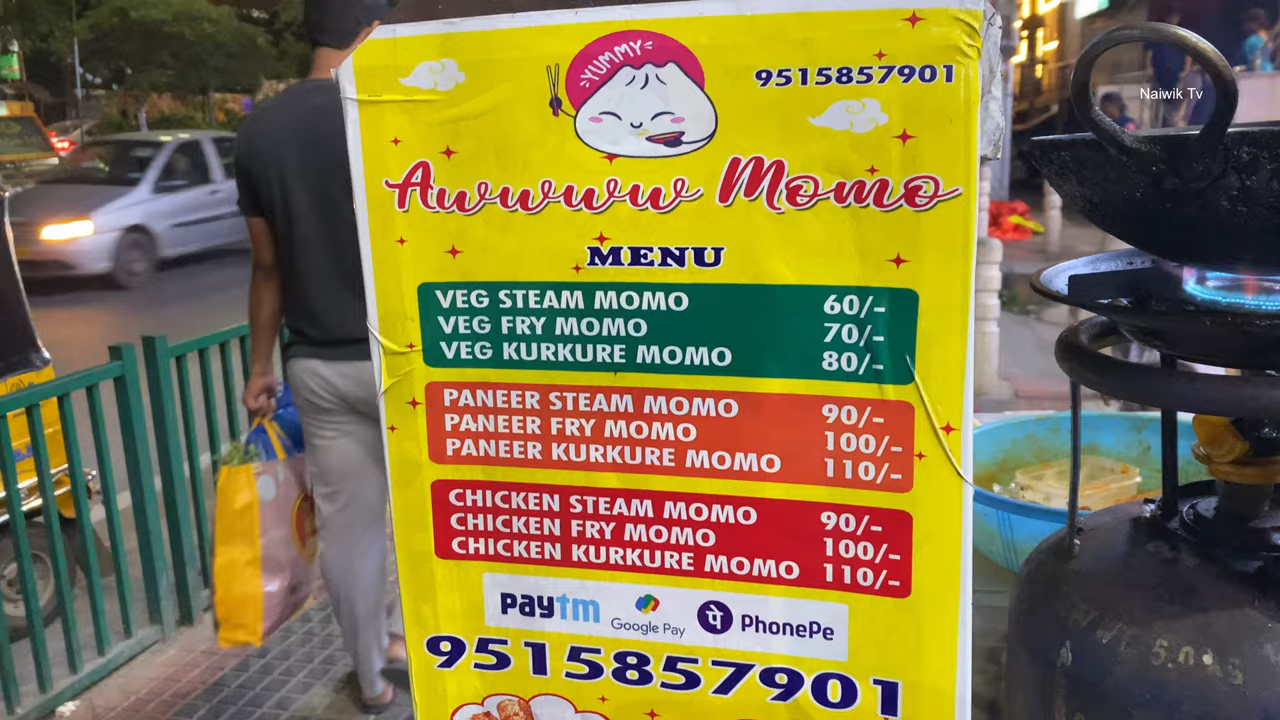 YUMMY
9515857901
Naiwik Tv
Awwww Momo
MENU
VEG STEAM MOMO 60/-
VEG FRY MOMO 70/-
VEG KURKURE MOMO 80/-
PANEER STEAM MOMO 90/-
PANEER FRY MOMO 100/-
PANEER KURKURE MOMO 110/-
CHICKEN STEAM MOMO 90/-
CHICKEN FRY MOMO 100/-
CHICKEN KURKURE MOMO 110/-
paytm Google Pay पे PhonePe
9515857901